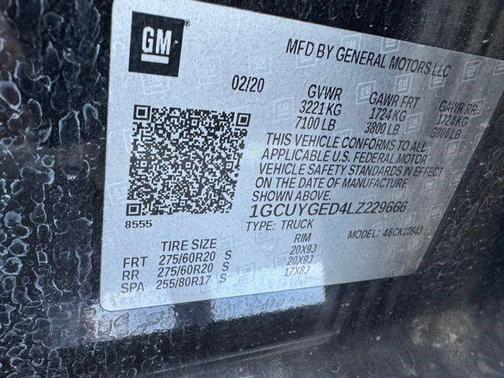 GM
MFD BY GENERAL MOTORS LLC
02/20 GVWR GAWR FRT GAWR RR
3221 KG 1724 KG 1724 KG
7100 LB 3800 LB 3800 LB
THIS VEHICLE CONFORMS TO ALL
APPLICABLE U.S. FEDERAL MOTOR
VEHICLE SAFETY STANDARDS IN EFFECT
ON THE DATE OF MANUFACTURE
SHOWN ABOVE.
1GCUYGED4LZ229666
8555 TYPE: TRUCK
TIRE SIZE RIM
FRT 275/60R20 S 20X9J
RR 275/60R20 S 20X9J
SPA 255/80R17 S 17X8J